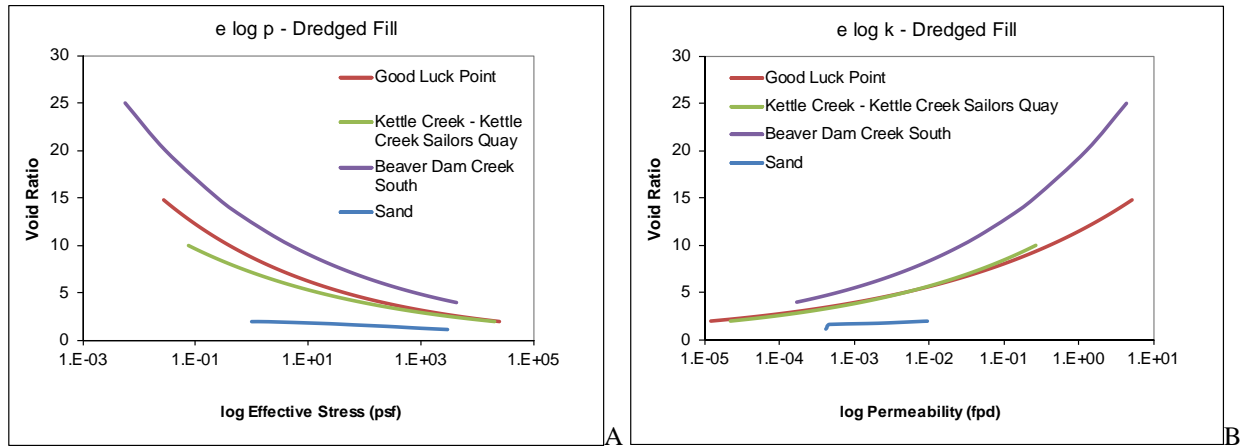 e log p - Dredged Fill
30
25
20
15
10
5
0
Void Ratio
Good Luck Point
Kettle Creek - Kettle
Creek Sailors Quay
Beaver Dam Creek
South
Sand
1.E-03
1.E-01
1.E+01
1.E+03
1.E+05
log Effective Stress (psf)
A
e log k - Dredged Fill
30
25
20
15
10
5
0
Void Ratio
Good Luck Point
Kettle Creek - Kettle Creek Sailors Quay
Beaver Dam Creek South
Sand
1.E-05
1.E-04
1.E-03
1.E-02
1.E-01
1.E+00
1.E+01
log Permeability (fpd)
B